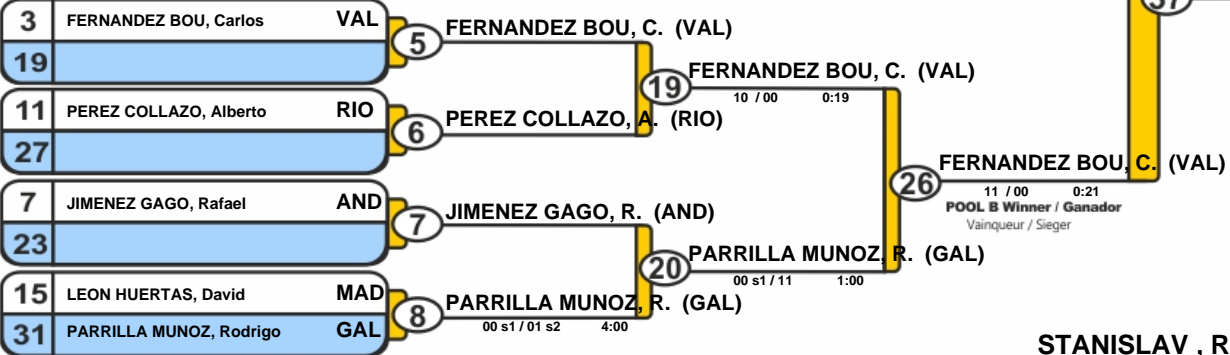 37
3 FERNANDEZ BOU, Carlos VAL
19
5 FERNANDEZ BOU, C. (VAL)
11 PEREZ COLLAZO, Alberto RIO
27
6 PEREZ COLLAZO, A. (RIO)
19 FERNANDEZ BOU, C. (VAL)
10 / 00 0:19
7 JIMENEZ GAGO, Rafael AND
23
7 JIMENEZ GAGO, R. (AND)
15 LEON HUERTAS, David MAD
31 PARRILLA MUNOZ, Rodrigo GAL
8 PARRILLA MUNOZ, R. (GAL)
00 s1 / 01 s2 4:00
20 PARRILLA MUNOZ, R. (GAL)
00 s1 / 11 1:00
26 FERNANDEZ BOU, C. (VAL)
11 / 00 0:21
POOL B Winner / Ganador
Vainqueur / Sieger
STANISLAV , R